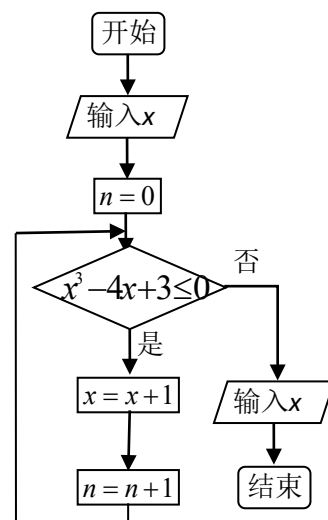 开始
输入x
n = 0
x³ −4x+3≤0
否
是
x = x+1
输入x
n = n+1
结束